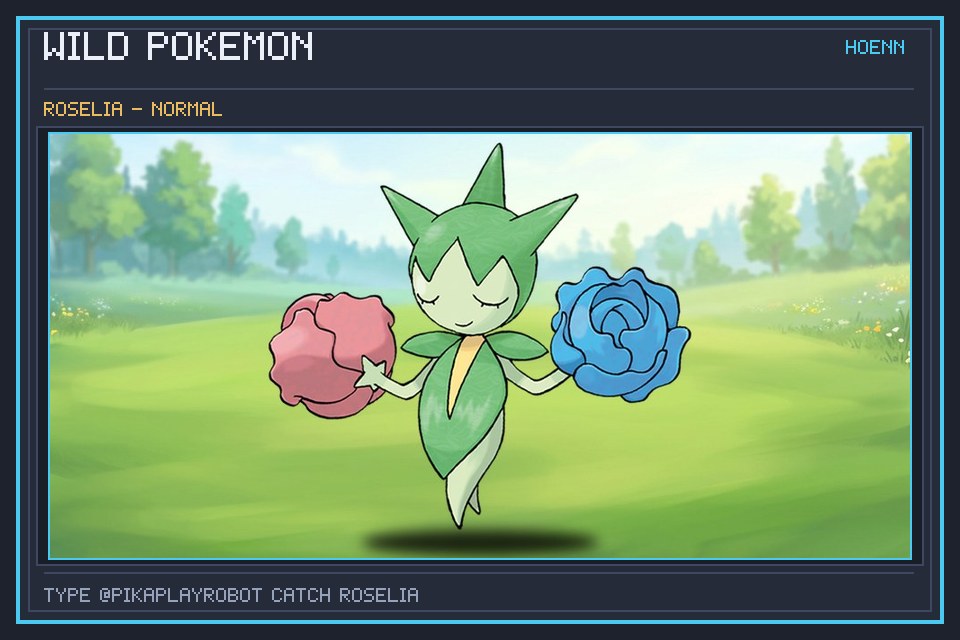 WILD POKEMON
HOENN
ROSELIA - NORMAL
TYPE @PIKAPLAYROBOT CATCH ROSELIA